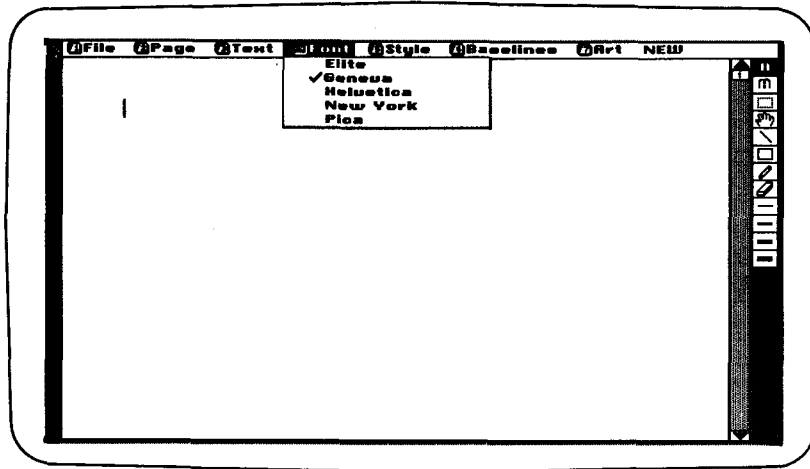 File Page Text Font Style Baselines Art NEW
Elite
✓Geneva
Helvetica
New York
Pica